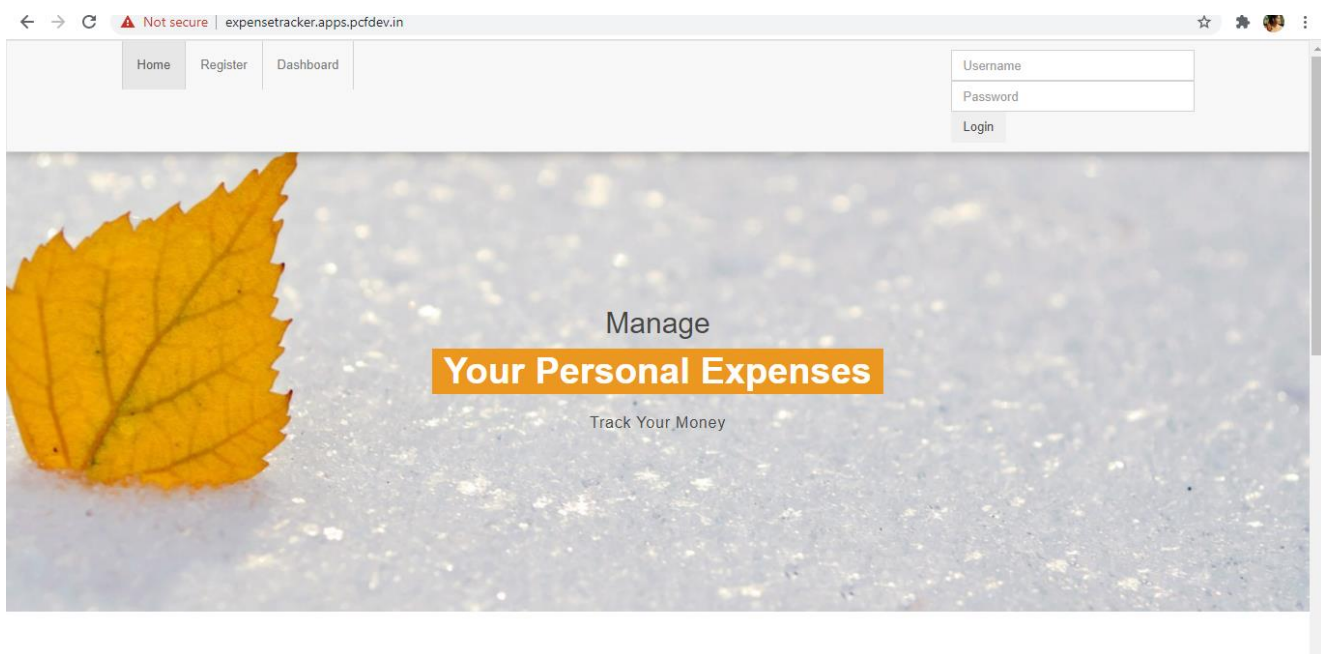 Not secure | expensetracker.apps.pcfdev.in
Home Register Dashboard
Username
Password
Login
Manage
Your Personal Expenses
Track Your Money